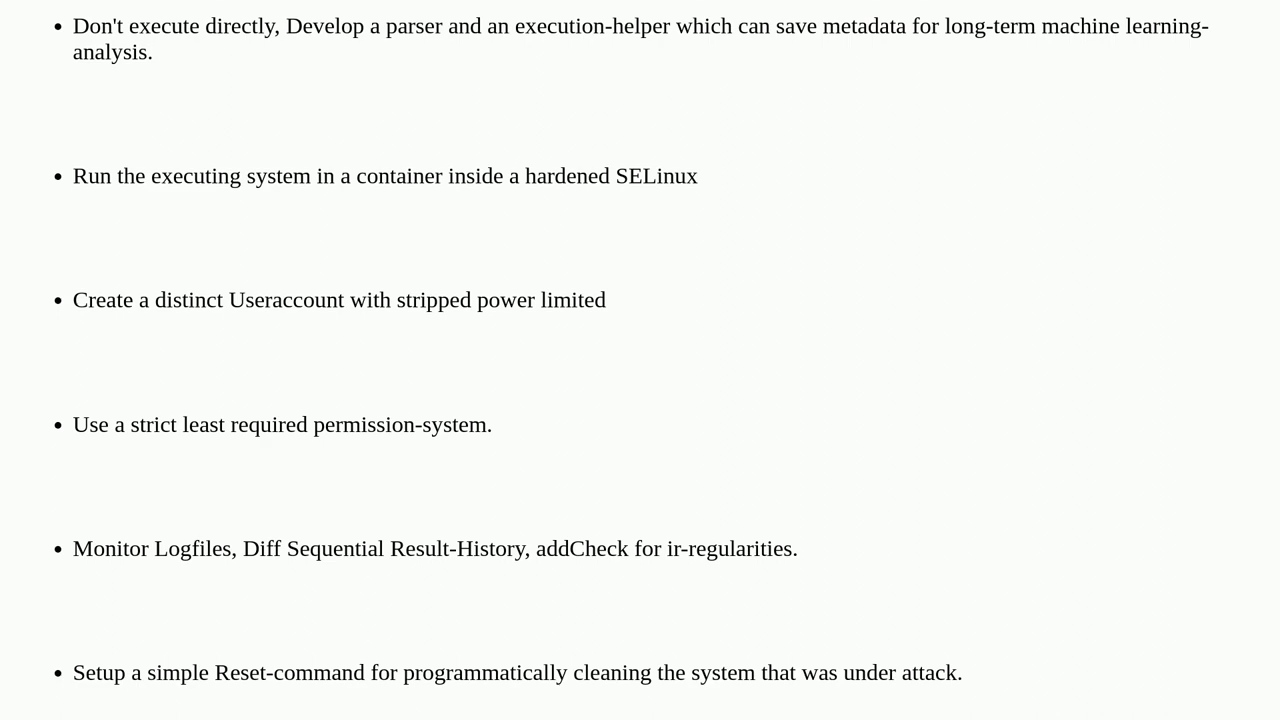 Don't execute directly, Develop a parser and an execution-helper which can save metadata for long-term machine learning-
analysis.
Run the executing system in a container inside a hardened SELinux
Create a distinct Useraccount with stripped power limited
Use a strict least required permission-system.
Monitor Logfiles, Diff Sequential Result-History, addCheck for ir-regularities.
Setup a simple Reset-command for programmatically cleaning the system that was under attack.